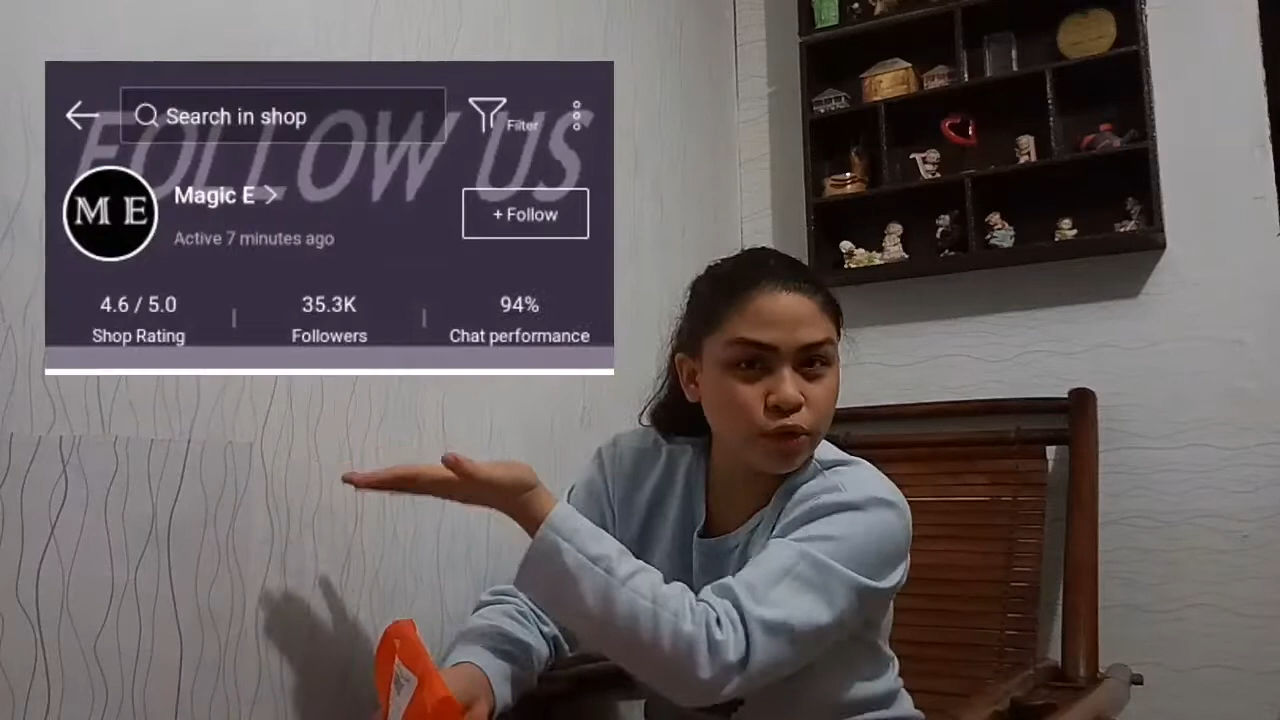 FOLLOW US
Search in shop
Filter
M E
Magic E >
+ Follow
Active 7 minutes ago
4.6 / 5.0
35.3K
94%
Shop Rating
Followers
Chat performance